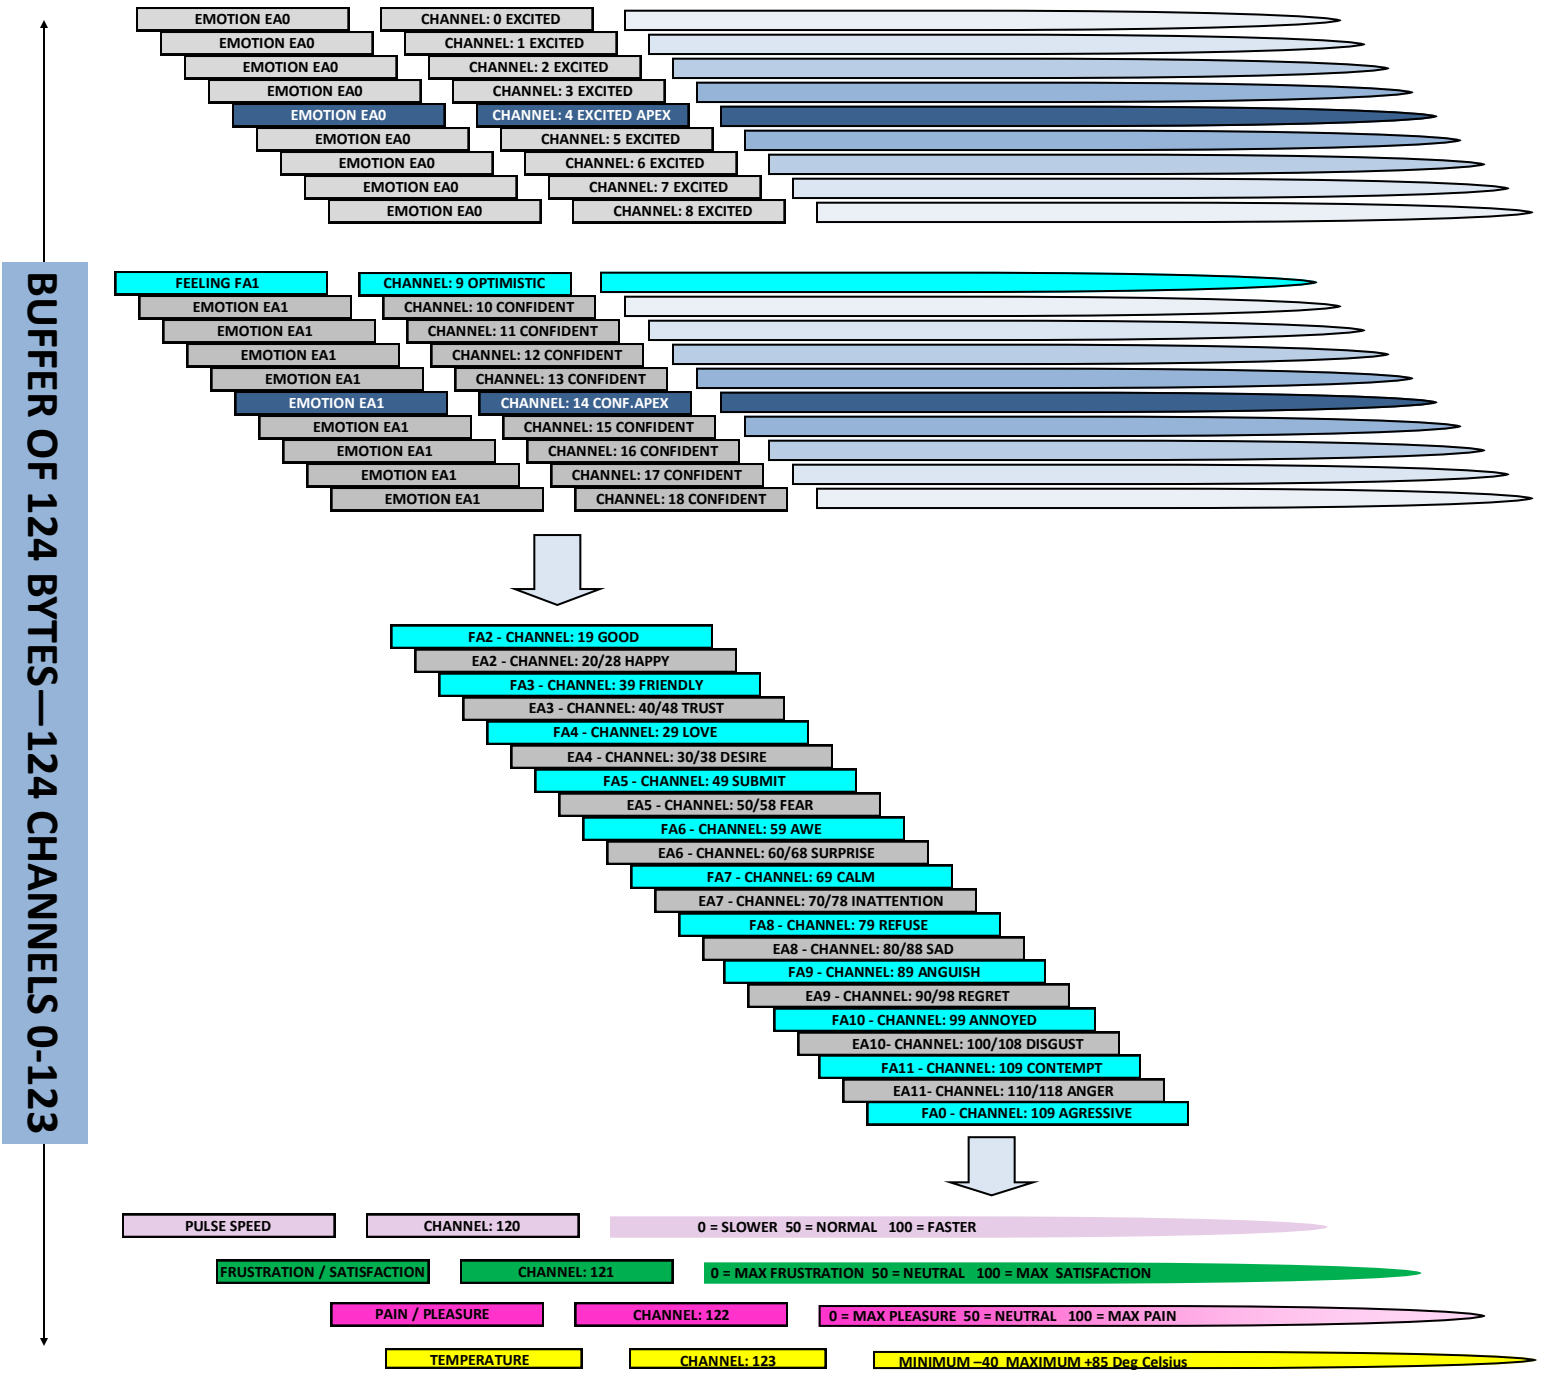 EMOTION EA0 CHANNEL: 0 EXCITED
EMOTION EA0 CHANNEL: 1 EXCITED
EMOTION EA0 CHANNEL: 2 EXCITED
EMOTION EA0 CHANNEL: 3 EXCITED
EMOTION EA0 CHANNEL: 4 EXCITED APEX
EMOTION EA0 CHANNEL: 5 EXCITED
EMOTION EA0 CHANNEL: 6 EXCITED
EMOTION EA0 CHANNEL: 7 EXCITED
EMOTION EA0 CHANNEL: 8 EXCITED
BUFFER OF 124 BYTES—124 CHANNELS 0-123
FEELING FA1 CHANNEL: 9 OPTIMISTIC
EMOTION EA1 CHANNEL: 10 CONFIDENT
EMOTION EA1 CHANNEL: 11 CONFIDENT
EMOTION EA1 CHANNEL: 12 CONFIDENT
EMOTION EA1 CHANNEL: 13 CONFIDENT
EMOTION EA1 CHANNEL: 14 CONF.APEX
EMOTION EA1 CHANNEL: 15 CONFIDENT
EMOTION EA1 CHANNEL: 16 CONFIDENT
EMOTION EA1 CHANNEL: 17 CONFIDENT
EMOTION EA1 CHANNEL: 18 CONFIDENT
FA2 - CHANNEL: 19 GOOD
EA2 - CHANNEL: 20/28 HAPPY
FA3 - CHANNEL: 39 FRIENDLY
EA3 - CHANNEL: 40/48 TRUST
FA4 - CHANNEL: 29 LOVE
EA4 - CHANNEL: 30/38 DESIRE
FA5 - CHANNEL: 49 SUBMIT
EA5 - CHANNEL: 50/58 FEAR
FA6 - CHANNEL: 59 AWE
EA6 - CHANNEL: 60/68 SURPRISE
FA7 - CHANNEL: 69 CALM
EA7 - CHANNEL: 70/78 INATTENTION
FA8 - CHANNEL: 79 REFUSE
EA8 - CHANNEL: 80/88 SAD
FA9 - CHANNEL: 89 ANGUISH
EA9 - CHANNEL: 90/98 REGRET
FA10 - CHANNEL: 99 ANNOYED
EA10- CHANNEL: 100/108 DISGUST
FA11 - CHANNEL: 109 CONTEMPT
EA11- CHANNEL: 110/118 ANGER
FA0 - CHANNEL: 109 AGRESSIVE
PULSE SPEED CHANNEL: 120 0 = SLOWER 50 = NORMAL 100 = FASTER
FRUSTRATION / SATISFACTION CHANNEL: 121 0 = MAX FRUSTRATION 50 = NEUTRAL 100 = MAX SATISFACTION
PAIN / PLEASURE CHANNEL: 122 0 = MAX PLEASURE 50 = NEUTRAL 100 = MAX PAIN
TEMPERATURE CHANNEL: 123 MINIMUM –40 MAXIMUM +85 Deg Celsius